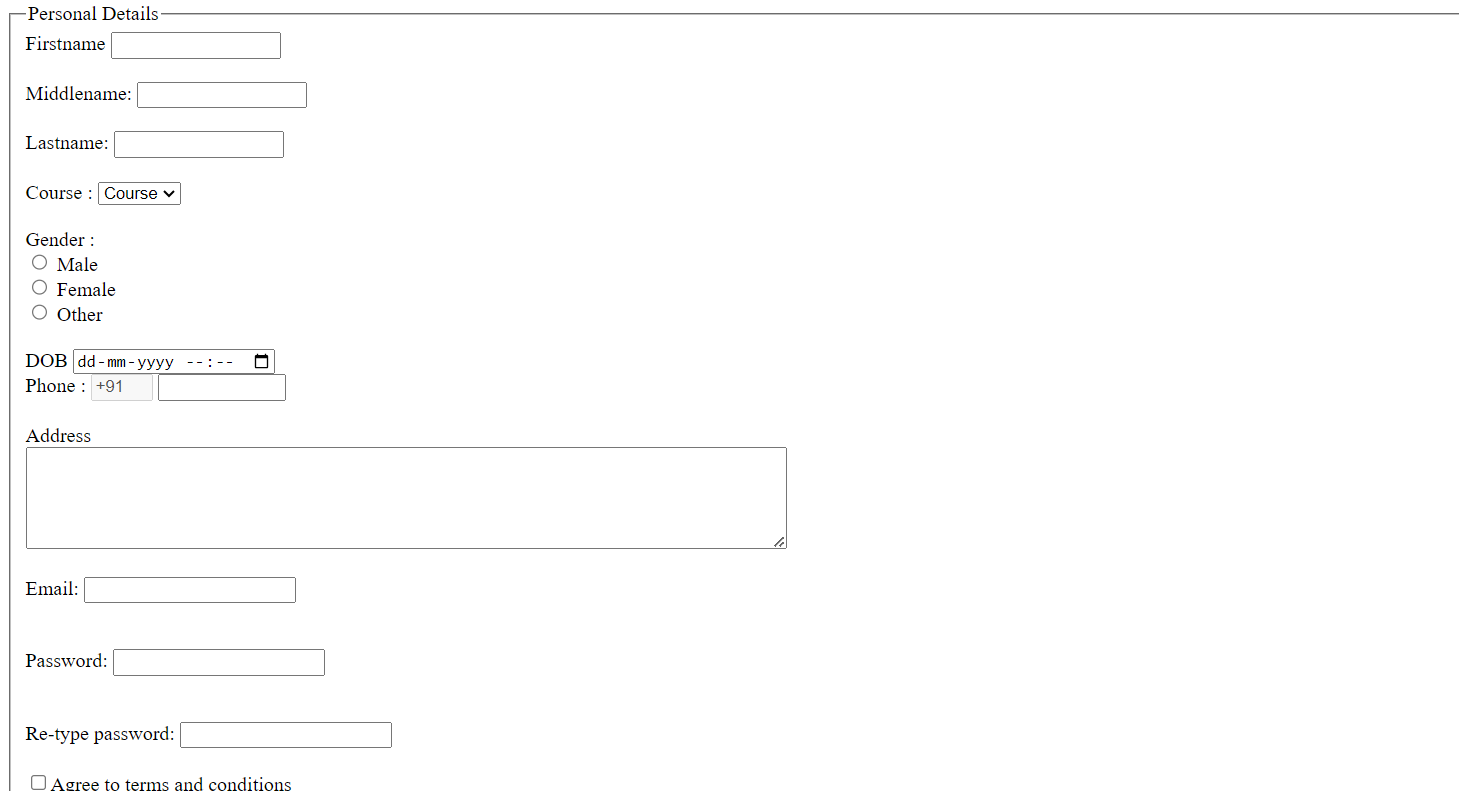 Personal Details
Firstname
Middlename:
Lastname:
Course : Course
Gender :
Male
Female
Other
DOB dd-mm-yyyy --:--
Phone : +91
Address
Email:
Password:
Re-type password:
Agree to terms and conditions